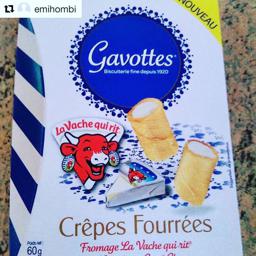 emihombi
NOUVEAU
Gavottes®
Biscuiterie fine depuis 1920
La Vache qui rit
Crêpes Fourrées
Fromage La Vache qui rit®
Poids net
60g